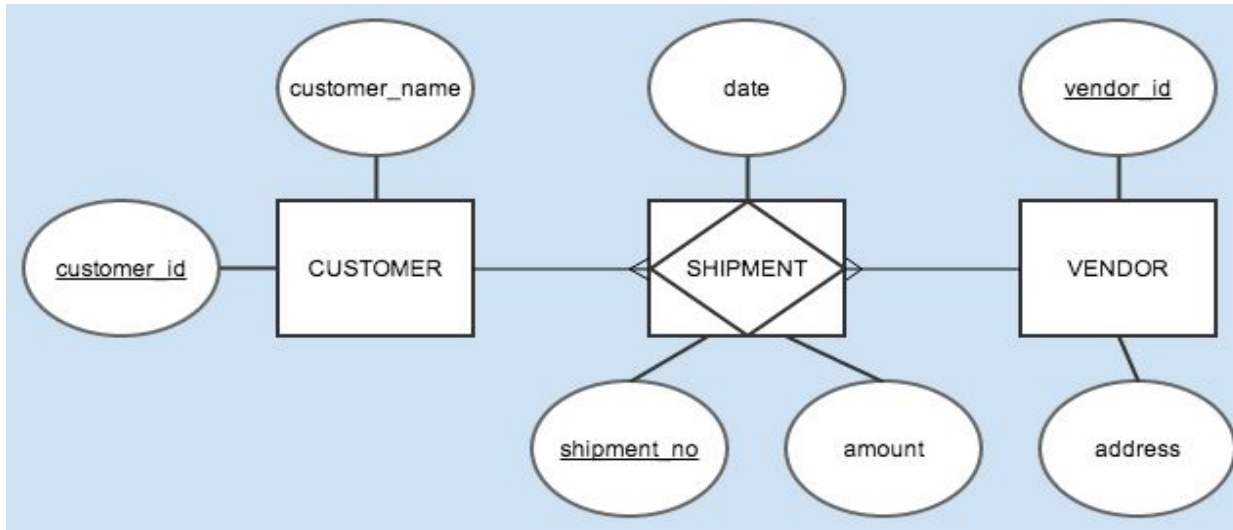 customer_name
date
vendor_id
customer_id
CUSTOMER
SHIPMENT
VENDOR
shipment_no
amount
address